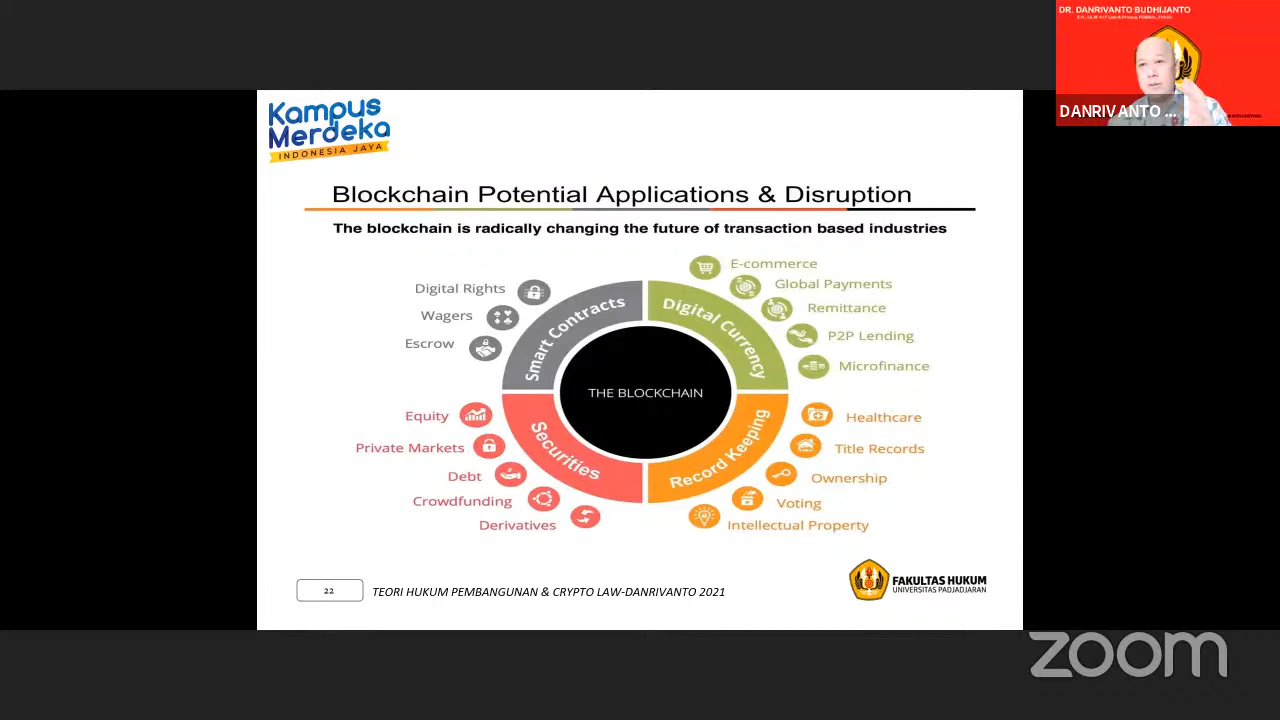 DR. DANRIVANTO BUDHIJANTO
DANRIVANTO ...
Kampus
Merdeka
INDONESIA JAYA
Blockchain Potential Applications & Disruption
The blockchain is radically changing the future of transaction based industries
Smart Contracts
Digital Rights
Wagers
Escrow
Digital Currency
E-commerce
Global Payments
Remittance
P2P Lending
Microfinance
THE BLOCKCHAIN
Securities
Equity
Private Markets
Debt
Crowdfunding
Derivatives
Record Keeping
Healthcare
Title Records
Ownership
Voting
Intellectual Property
22
TEORI HUKUM PEMBANGUNAN & CRYPTO LAW-DANRIVANTO 2021
FAKULTAS HUKUM
UNIVERSITAS PADJADJARAN
zoom